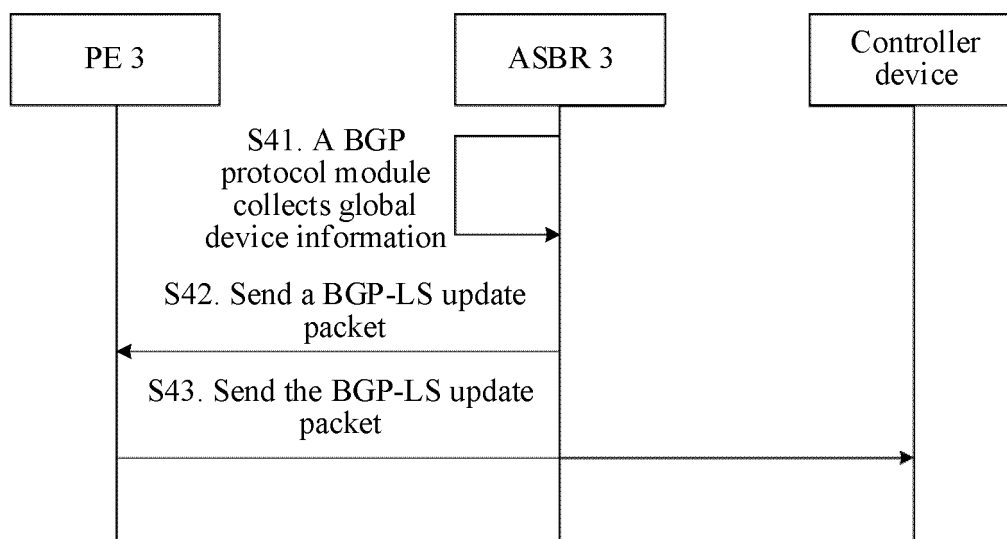 PE 3
ASBR 3
Controller
device
S41. A BGP
protocol module
collects global
device information
S42. Send a BGP-LS update
packet
S43. Send the BGP-LS update
packet